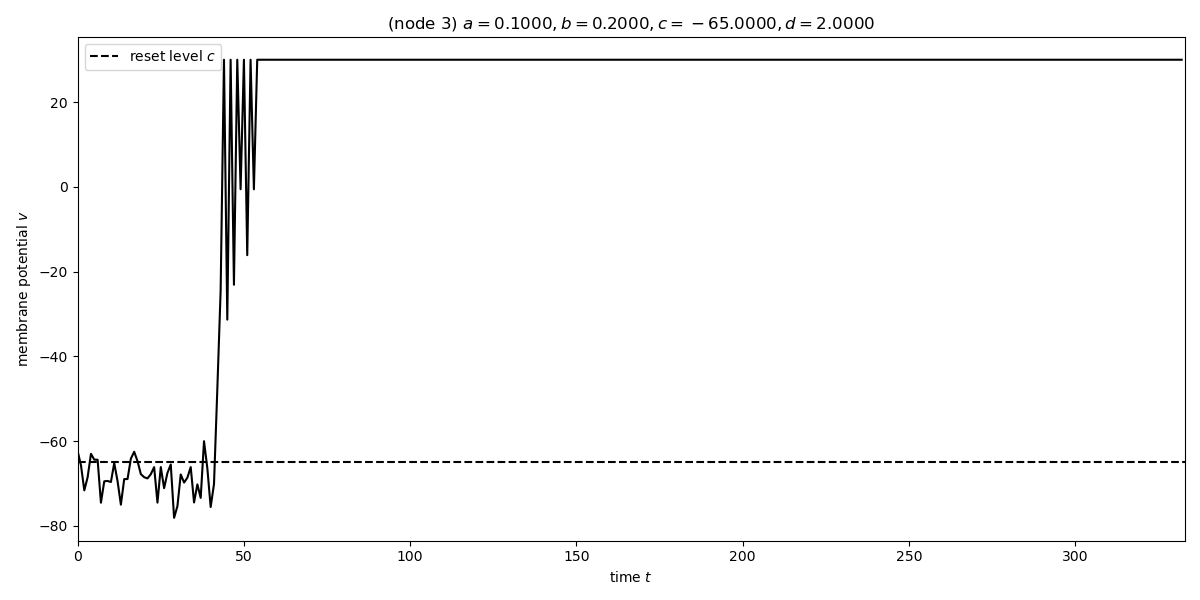 (node 3) a = 0.1000, b = 0.2000, c = −65.0000, d = 2.0000
reset level c
membrane potential v
20
0
−20
−40
−60
−80
0 50 100 150 200 250 300
time t